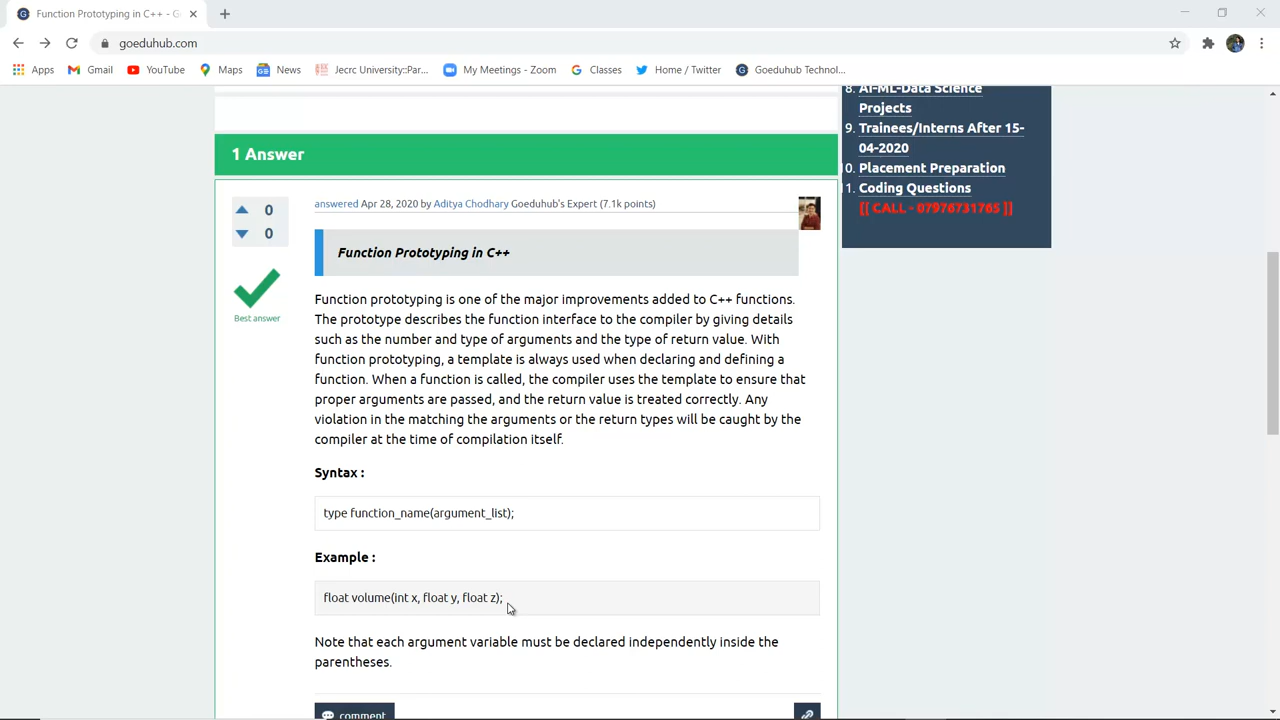 Function Prototyping in C++ - G
goeduhub.com
Apps
Gmail
YouTube
Maps
News
Jecrc University::Par...
My Meetings - Zoom
Classes
Home / Twitter
Goeduhub Technol...
8. AI-ML-Data Science
Projects
9. Trainees/Interns After 15-
04-2020
10. Placement Preparation
11. Coding Questions
[[ CALL - 07976731765 ]]
1 Answer
0
0
Best answer
answered Apr 28, 2020 by Aditya Chodhary Goeduhub's Expert (7.1k points)
Function Prototyping in C++
Function prototyping is one of the major improvements added to C++ functions.
The prototype describes the function interface to the compiler by giving details
such as the number and type of arguments and the type of return value. With
function prototyping, a template is always used when declaring and defining a
function. When a function is called, the compiler uses the template to ensure that
proper arguments are passed, and the return value is treated correctly. Any
violation in the matching the arguments or the return types will be caught by the
compiler at the time of compilation itself.
Syntax :
type function_name(argument_list);
Example :
float volume(int x, float y, float z);
Note that each argument variable must be declared independently inside the
parentheses.
comment